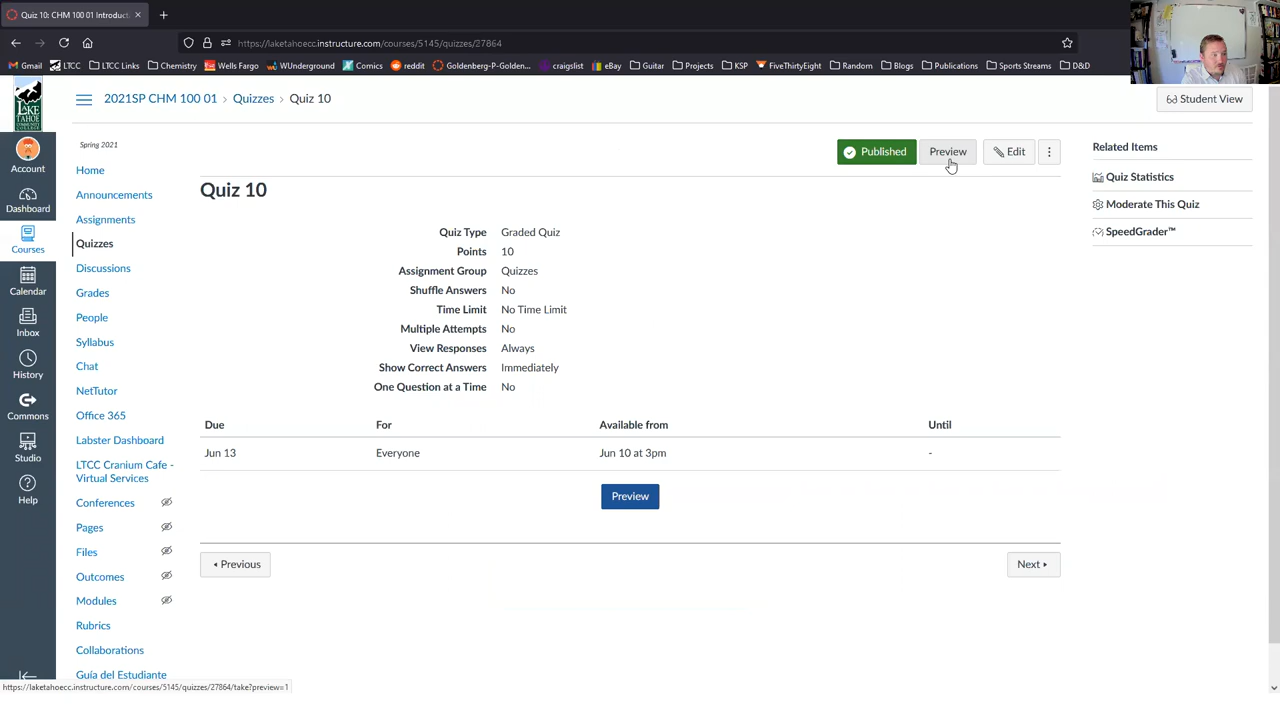 Quiz 10: CHM 100 01 Introducti
https://laketahoecc.instructure.com/courses/5145/quizzes/27864
Gmail
LTCC
LTCC Links
Chemistry
Wells Fargo
WUnderground
Comics
reddit
Goldenberg-P-Golden...
craigslist
eBay
Guitar
Projects
KSP
FiveThirtyEight
Random
Blogs
Publications
Sports Streams
D&D
LAKE
TAHOE
2021SP CHM 100 01 › Quizzes › Quiz 10
Student View
Account
Dashboard
Courses
Calendar
Inbox
History
Commons
Studio
Help
Spring 2021
Home
Announcements
Assignments
Quizzes
Discussions
Grades
People
Syllabus
Chat
NetTutor
Office 365
Labster Dashboard
LTCC Cranium Cafe -
Virtual Services
Conferences
Pages
Files
Outcomes
Modules
Rubrics
Collaborations
Guía del Estudiante
Published
Preview
Edit
Quiz 10
Quiz Type Graded Quiz
Points 10
Assignment Group Quizzes
Shuffle Answers No
Time Limit No Time Limit
Multiple Attempts No
View Responses Always
Show Correct Answers Immediately
One Question at a Time No
Due For Available from Until
Jun 13 Everyone Jun 10 at 3pm -
Preview
Previous
Next
Related Items
Quiz Statistics
Moderate This Quiz
SpeedGrader™
https://laketahoecc.instructure.com/courses/5145/quizzes/27864/take?preview=1